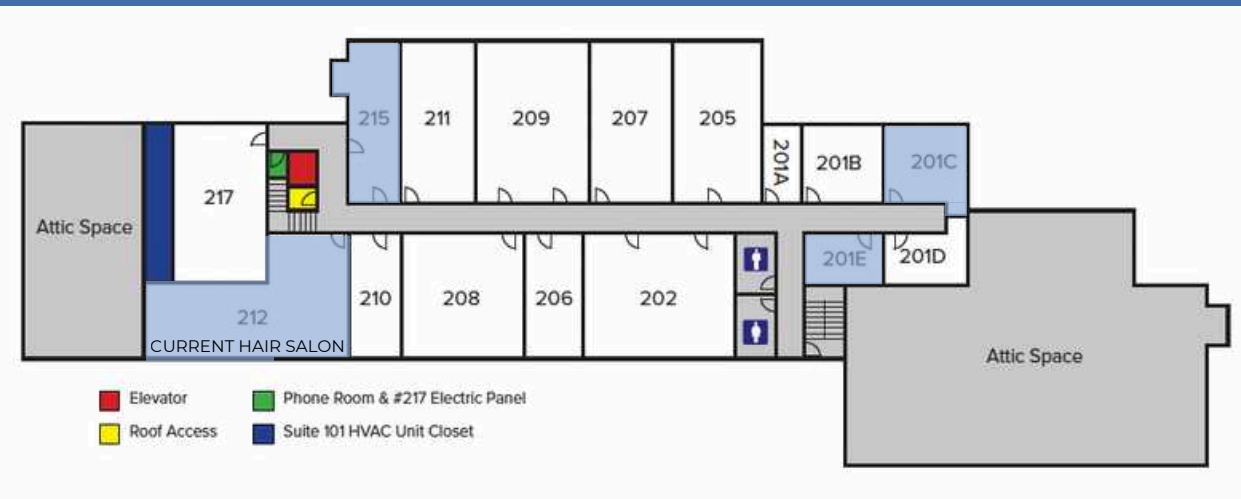 215
211
209
207
205
201A
201B
201C
217
Attic Space
201E
201D
212
CURRENT HAIR SALON
210
208
206
202
Attic Space
Elevator
Phone Room & #217 Electric Panel
Roof Access
Suite 101 HVAC Unit Closet